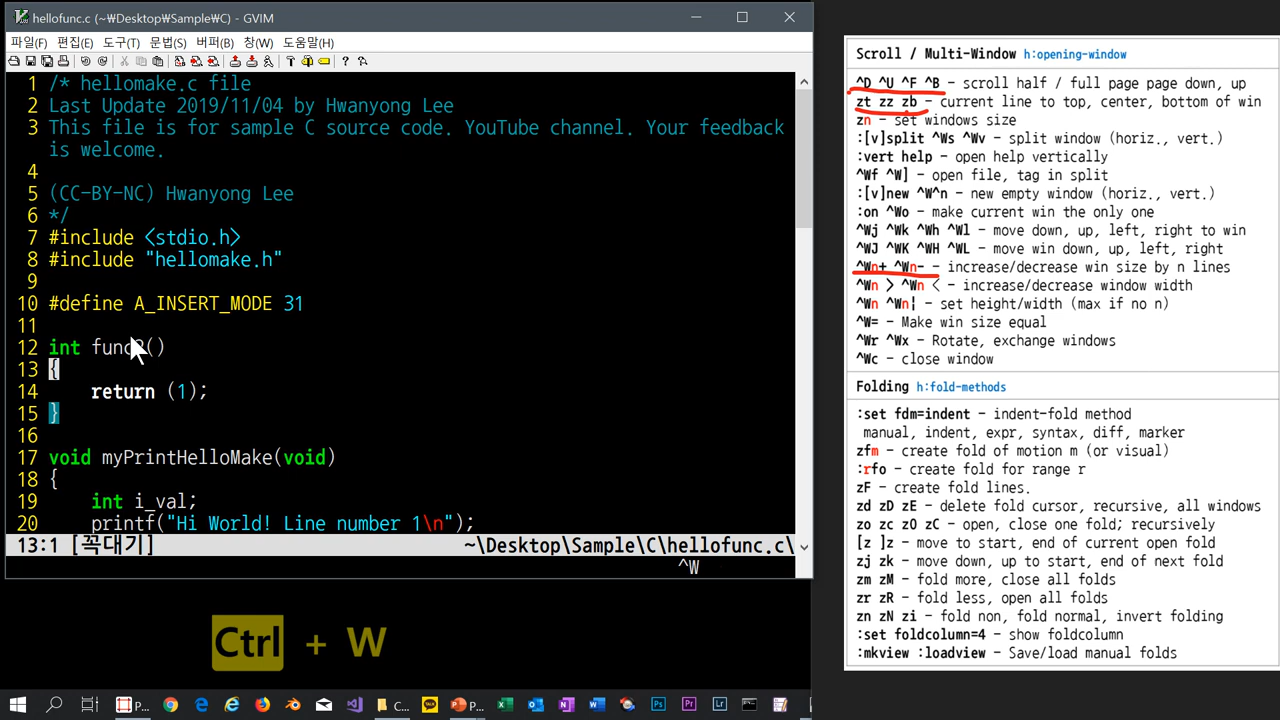 hellofunc.c (~₩Desktop₩Sample₩C) - GVIM
파일(F) 편집(E) 도구(T) 문법(S) 버퍼(B) 창(W) 도움말(H)
1 /* hellomake.c file
2 Last Update 2019/11/04 by Hwanyong Lee
3 This file is for sample C source code. YouTube channel. Your feedback
is welcome.
4
5 (CC-BY-NC) Hwanyong Lee
6 */
7 #include <stdio.h>
8 #include "hellomake.h"
9
10 #define A_INSERT_MODE 31
11
12 int func2()
13 {
14 return (1);
15 }
16
17 void myPrintHelloMake(void)
18 {
19 int i_val;
20 printf("Hi World! Line number 1\n");
13:1 [꼭대기] ~\Desktop\Sample\C\hellofunc.c\
^W
Ctrl + W
Scroll / Multi-Window h:opening-window
^D ^U ^F ^B - scroll half / full page page down, up
zt zz zb - current line to top, center, bottom of win
zn - set windows size
:[v]split ^Ws ^Wv - split window (horiz., vert.)
:vert help - open help vertically
^Wf ^W] - open file, tag in split
:[v]new ^W^n - new empty window (horiz., vert.)
:on ^Wo - make current win the only one
^Wj ^Wk ^Wh ^Wl - move down, up, left, right to win
^WJ ^WK ^WH ^WL - move win down, up, left, right
^Wn+ ^Wn- - increase/decrease win size by n lines
^Wn > ^Wn < - increase/decrease window width
^Wn_ ^Wn¦ - set height/width (max if no n)
^W= - Make win size equal
^Wr ^Wx - Rotate, exchange windows
^Wc - close window
Folding h:fold-methods
:set fdm=indent - indent-fold method
manual, indent, expr, syntax, diff, marker
zfm - create fold of motion m (or visual)
:rfo - create fold for range r
zF - create fold lines.
zd zD zE - delete fold cursor, recursive, all windows
zo zc zO zC - open, close one fold; recursively
[z ]z - move to start, end of current open fold
zj zk - move down, up to start, end of next fold
zm zM - fold more, close all folds
zr zR - fold less, open all folds
zn zN zi - fold non, fold normal, invert folding
:set foldcolumn=4 - show foldcolumn
:mkview :loadview - Save/load manual folds
P... C... P...